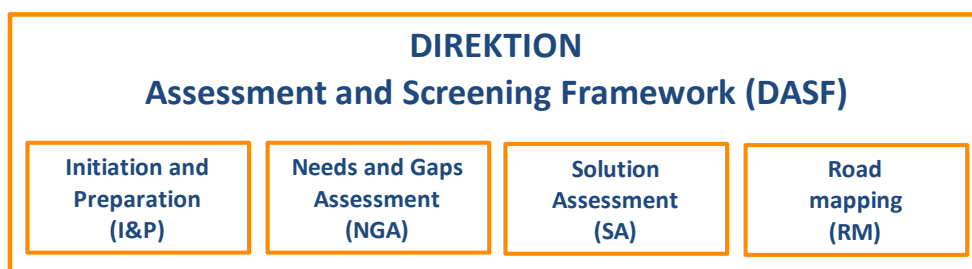 DIREKTION
Assessment and Screening Framework (DASF)
Initiation and
Preparation
(I&P)
Needs and Gaps
Assessment
(NGA)
Solution
Assessment
(SA)
Road
mapping
(RM)